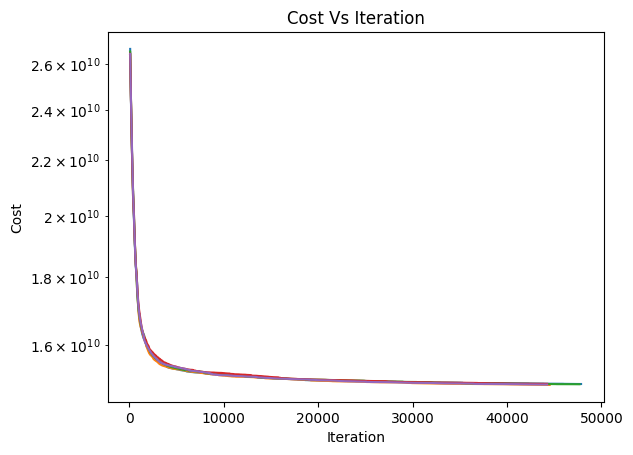 Cost Vs Iteration
Cost
2.6 × 10¹⁰
2.4 × 10¹⁰
2.2 × 10¹⁰
2 × 10¹⁰
1.8 × 10¹⁰
1.6 × 10¹⁰
0 10000 20000 30000 40000 50000
Iteration